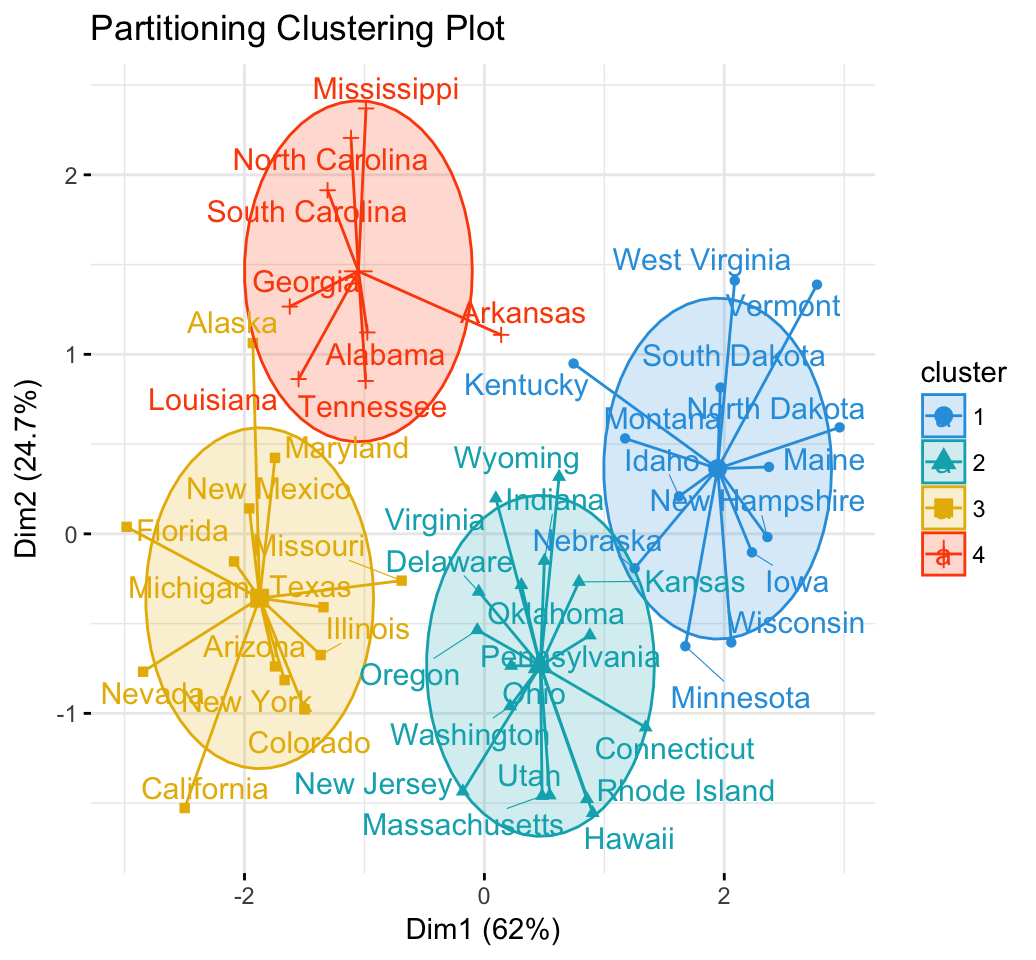 Partitioning Clustering Plot
Mississippi
North Carolina
South Carolina
Georgia
Alaska
Arkansas
Alabama
Louisiana
Tennessee
West Virginia
Vermont
South Dakota
Kentucky
North Dakota
Montana
Idaho
Maine
New Hampshire
Maryland
New Mexico
Florida
Missouri
Michigan
Texas
Illinois
Arizona
Nevada
New York
Colorado
California
Wyoming
Indiana
Virginia
Nebraska
Delaware
Kansas
Oklahoma
Iowa
Wisconsin
Pennsylvania
Oregon
Ohio
Minnesota
Washington
Connecticut
Utah
New Jersey
Rhode Island
Massachusetts
Hawaii
2
1
0
-1
Dim2 (24.7%)
-2
0
2
Dim1 (62%)
cluster
a 1
a 2
a 3
a 4